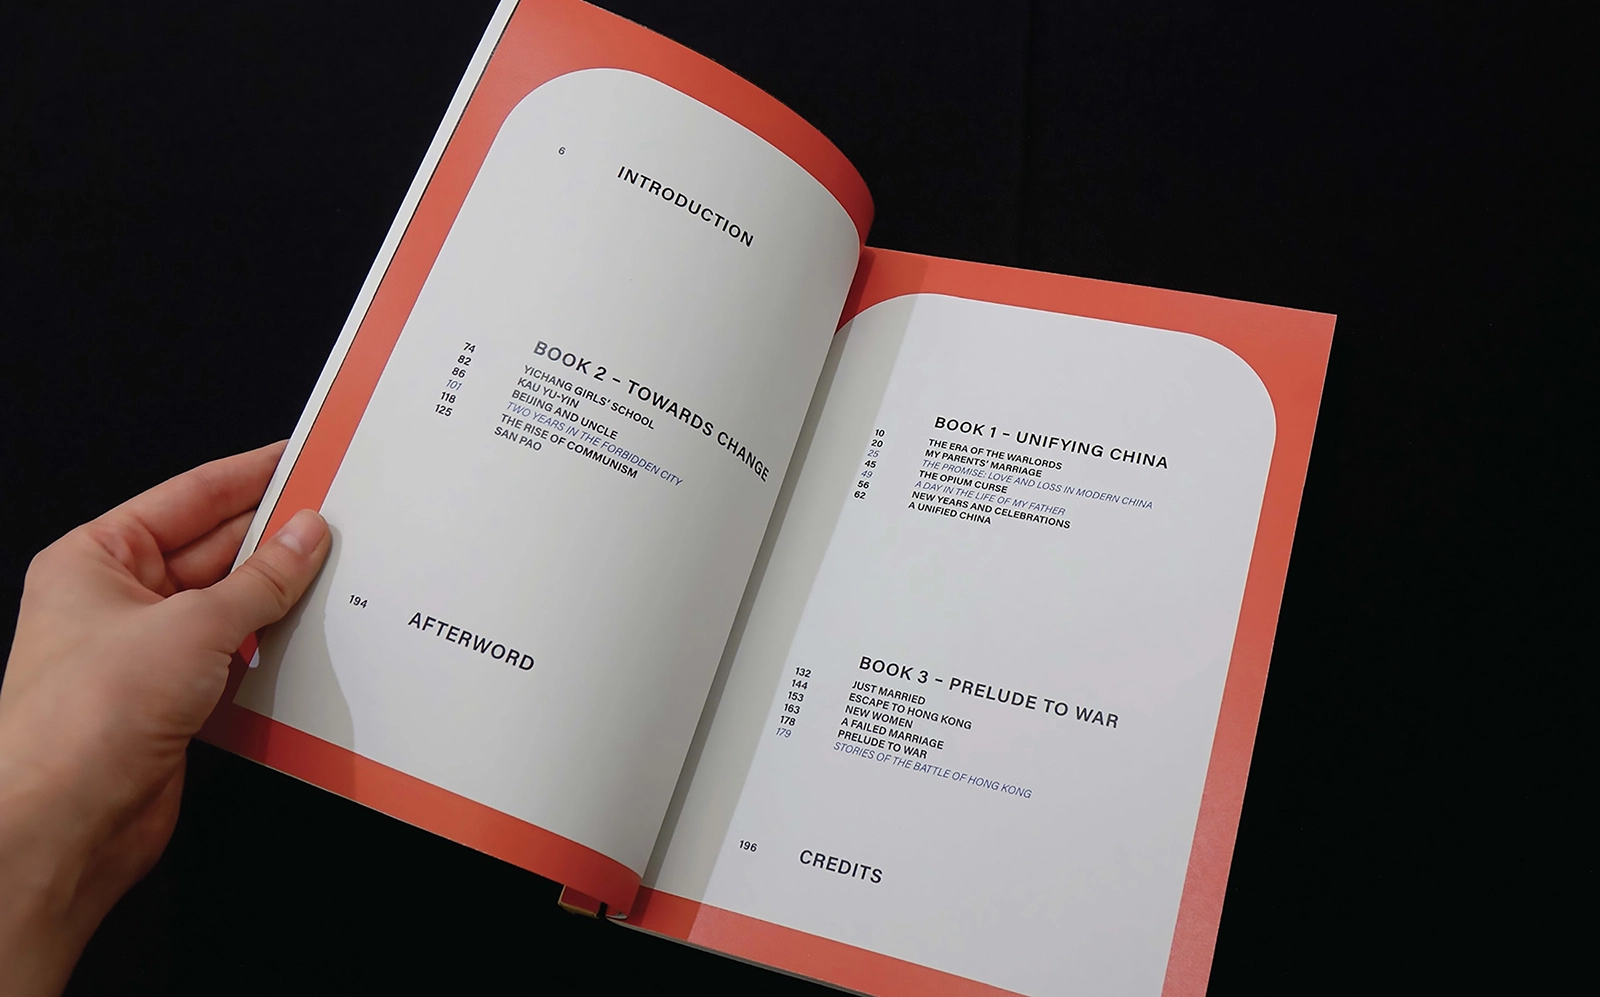 6 INTRODUCTION
74 BOOK 2 – TOWARDS CHANGE
82 YICHANG GIRLS' SCHOOL
86 KAU YU-YIN
101 BEIJING AND UNCLE
118 TWO YEARS IN THE FORBIDDEN CITY
125 THE RISE OF COMMUNISM
SAN PAO
194 AFTERWORD
BOOK 1 – UNIFYING CHINA
10 THE ERA OF THE WARLORDS
20 MY PARENTS' MARRIAGE
25 THE PROMISE: LOVE AND LOSS IN MODERN CHINA
45 THE OPIUM CURSE
49 A DAY IN THE LIFE OF MY FATHER
56 NEW YEARS AND CELEBRATIONS
62 A UNIFIED CHINA
BOOK 3 – PRELUDE TO WAR
132 JUST MARRIED
144 ESCAPE TO HONG KONG
153 NEW WOMEN
163 A FAILED MARRIAGE
178 PRELUDE TO WAR
179 STORIES OF THE BATTLE OF HONG KONG
196 CREDITS